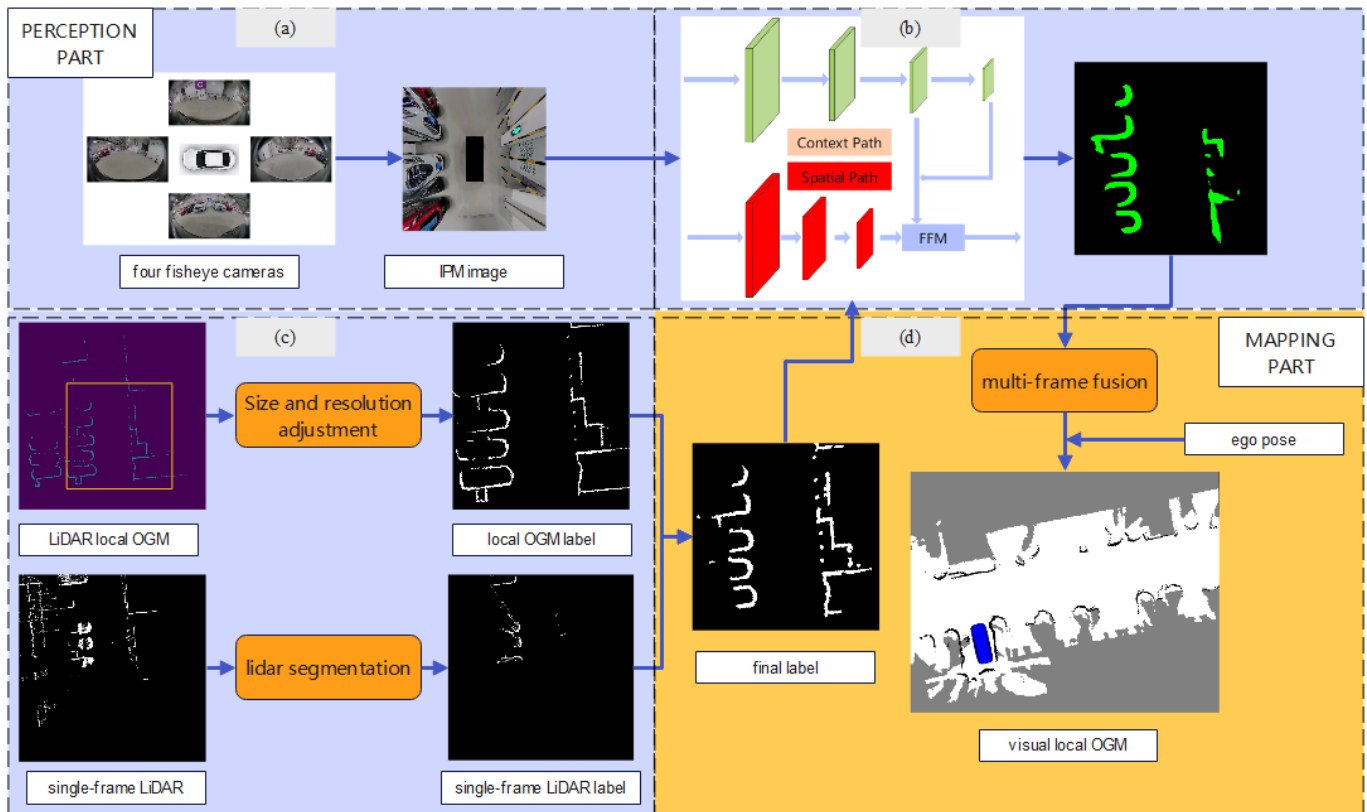 PERCEPTION
PART
(a)
four fisheye cameras
IPM image
(b)
Context Path
Spatial Path
FFM
(c)
LiDAR local OGM
Size and resolution
adjustment
local OGM label
single-frame LiDAR
lidar segmentation
single-frame LiDAR label
(d)
MAPPING
PART
multi-frame fusion
ego pose
final label
visual local OGM